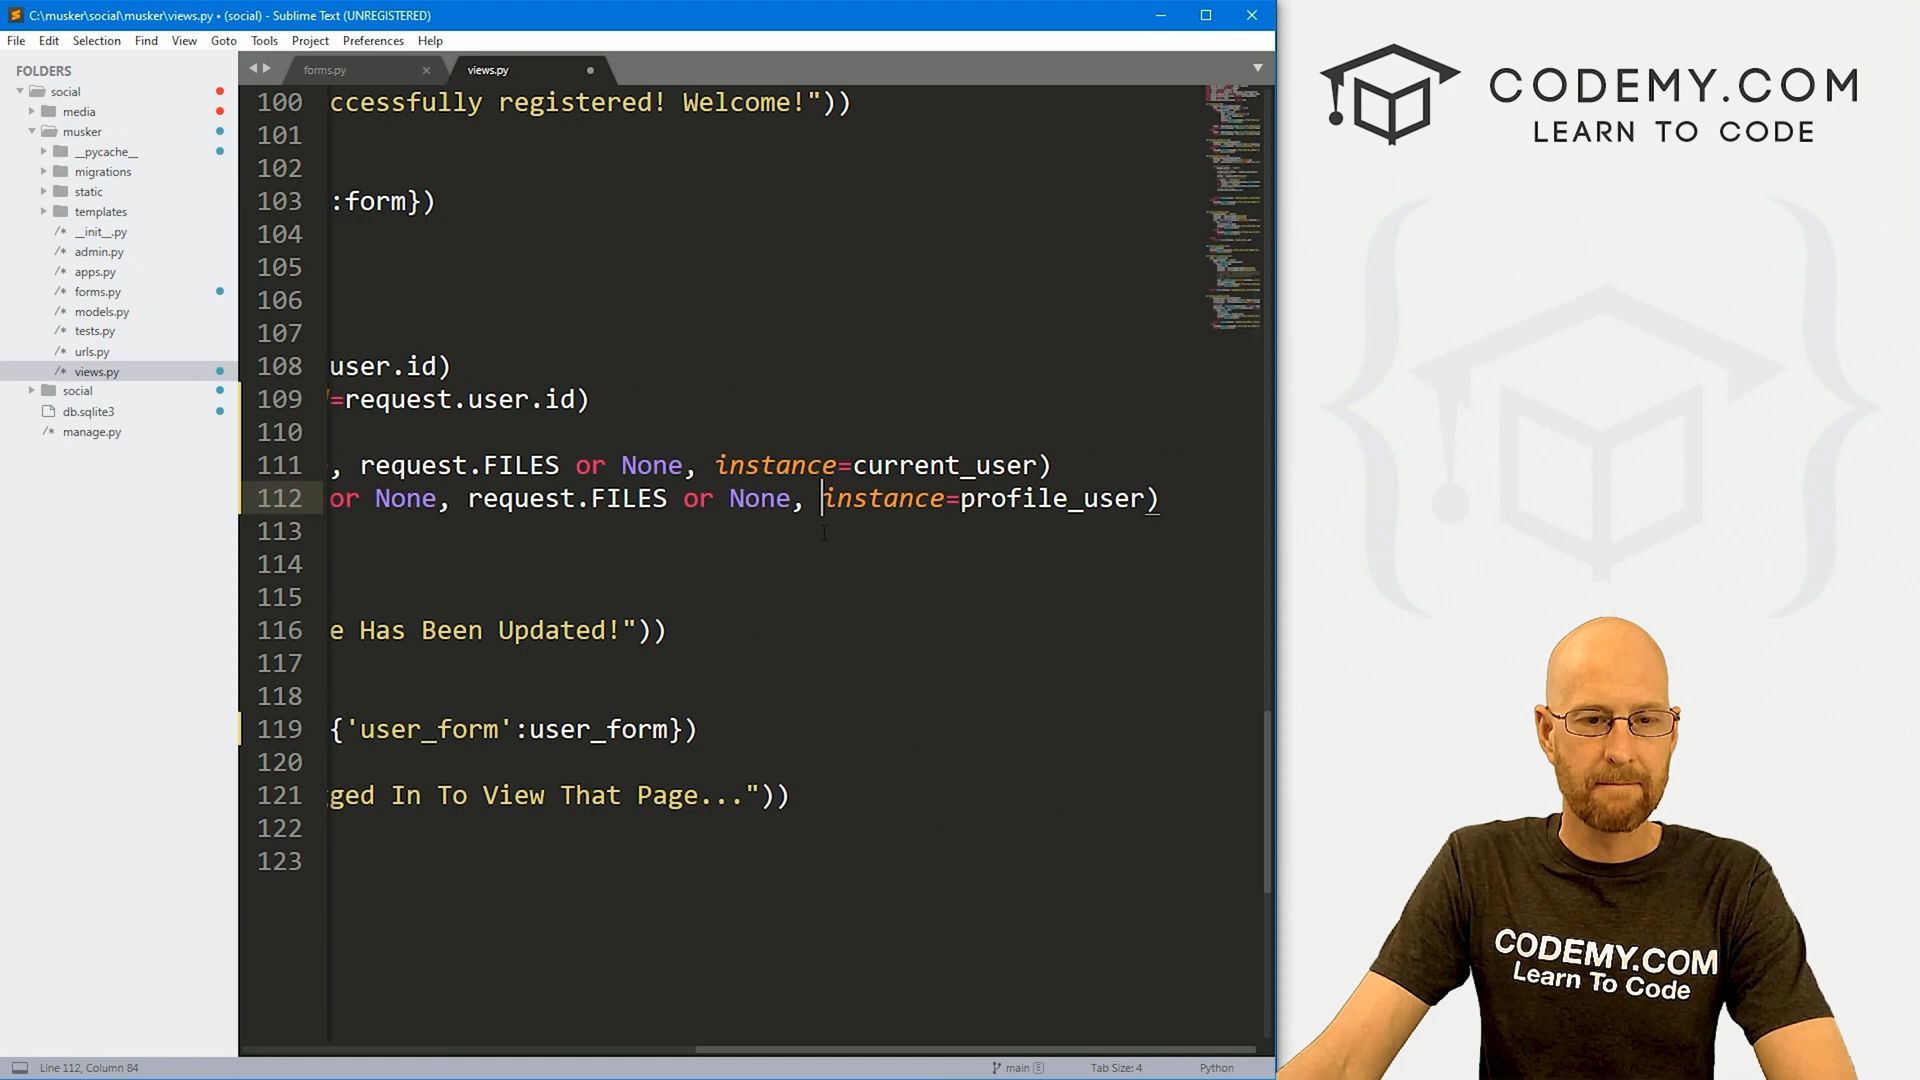 C:\musker\social\musker\views.py • (social) - Sublime Text (UNREGISTERED)
File Edit Selection Find View Goto Tools Project Preferences Help
FOLDERS
social
media
musker
__pycache__
migrations
static
templates
/* __init__.py
/* admin.py
/* apps.py
/* forms.py
/* models.py
/* tests.py
/* urls.py
/* views.py
social
db.sqlite3
/* manage.py
forms.py
views.py
100 ccessfully registered! Welcome!"))
101
102
103 :form})
104
105
106
107
108 user.id)
109 =request.user.id)
110
111 , request.FILES or None, instance=current_user)
112 or None, request.FILES or None, instance=profile_user)
113
114
115
116 e Has Been Updated!"))
117
118
119 {'user_form':user_form})
120
121 gged In To View That Page..."))
122
123
Line 112, Column 84
main 8
Tab Size: 4
Python
CODEMY.COM
LEARN TO CODE
CODEMY.COM
Learn To Code